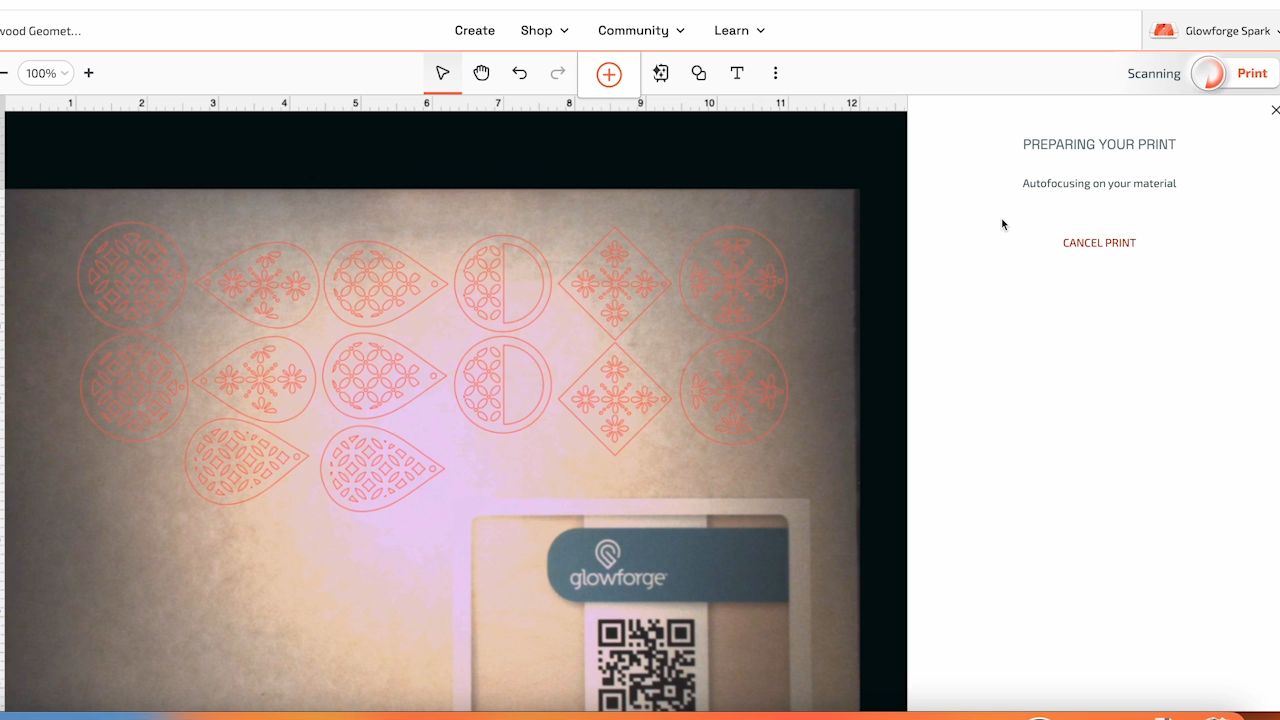 wood Geomet...
Create Shop Community Learn
Glowforge Spark
100%
Scanning Print
1 2 3 4 5 6 7 8 9 10 11 12
PREPARING YOUR PRINT
Autofocusing on your material
CANCEL PRINT
glowforge